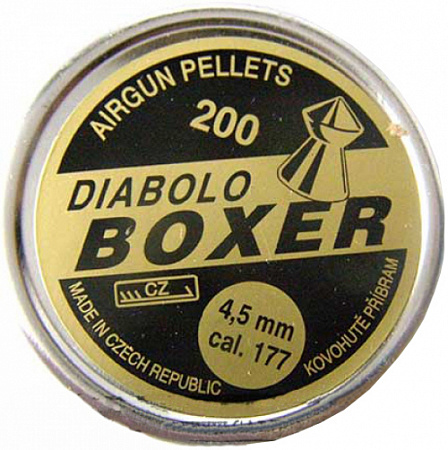 AIRGUN PELLETS
200
DIABOLO
BOXER
CZ
4,5 mm
cal. 177
MADE IN CZECH REPUBLIC
KOVOHUTĚ PŘÍBRAM